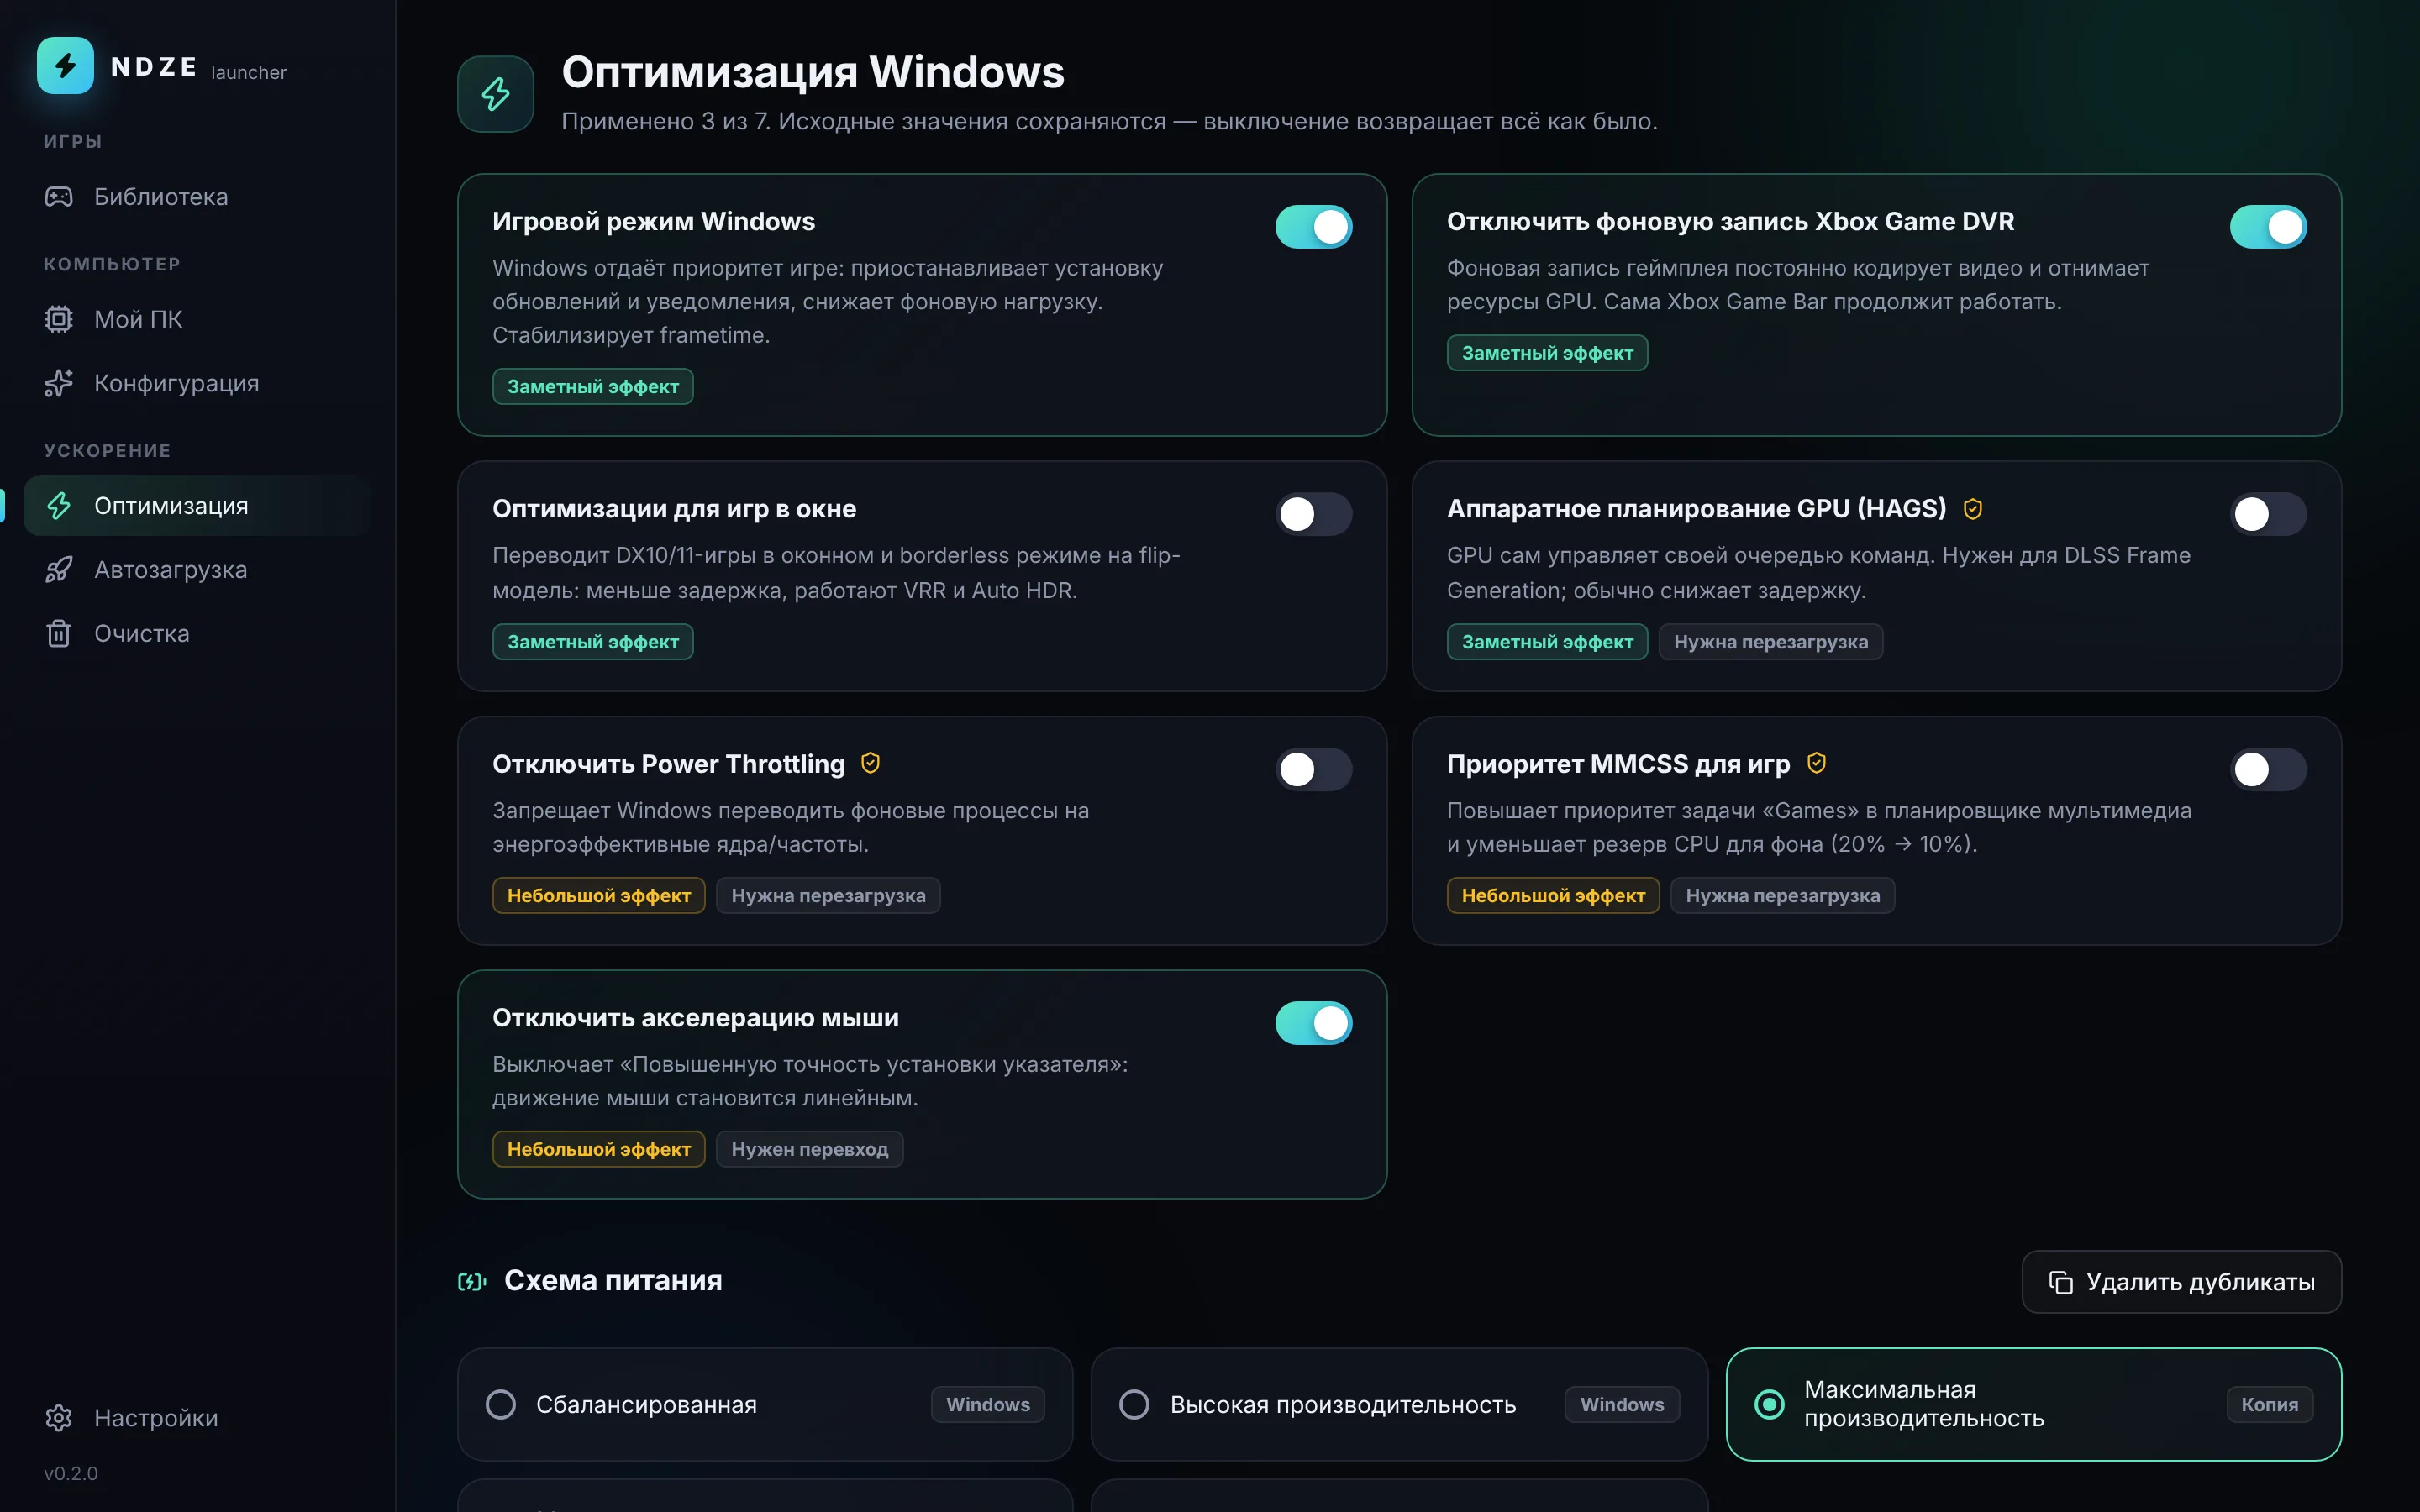 NDZE launcher
ИГРЫ
Библиотека
КОМПЬЮТЕР
Мой ПК
Конфигурация
УСКОРЕНИЕ
Оптимизация
Автозагрузка
Очистка
Настройки
v0.2.0
Оптимизация Windows
Применено 3 из 7. Исходные значения сохраняются — выключение возвращает всё как было.
Игровой режим Windows
Windows отдаёт приоритет игре: приостанавливает установку
обновлений и уведомления, снижает фоновую нагрузку.
Стабилизирует frametime.
Заметный эффект
Отключить фоновую запись Xbox Game DVR
Фоновая запись геймплея постоянно кодирует видео и отнимает
ресурсы GPU. Сама Xbox Game Bar продолжит работать.
Заметный эффект
Оптимизации для игр в окне
Переводит DX10/11-игры в оконном и borderless режиме на flip-
модель: меньше задержка, работают VRR и Auto HDR.
Заметный эффект
Аппаратное планирование GPU (HAGS)
GPU сам управляет своей очередью команд. Нужен для DLSS Frame
Generation; обычно снижает задержку.
Заметный эффект Нужна перезагрузка
Отключить Power Throttling
Запрещает Windows переводить фоновые процессы на
энергоэффективные ядра/частоты.
Небольшой эффект Нужна перезагрузка
Приоритет MMCSS для игр
Повышает приоритет задачи «Games» в планировщике мультимедиа
и уменьшает резерв CPU для фона (20% → 10%).
Небольшой эффект Нужна перезагрузка
Отключить акселерацию мыши
Выключает «Повышенную точность установки указателя»:
движение мыши становится линейным.
Небольшой эффект Нужен перевход
Схема питания
Удалить дубликаты
Сбалансированная Windows
Высокая производительность Windows
Максимальная
производительность
Копия